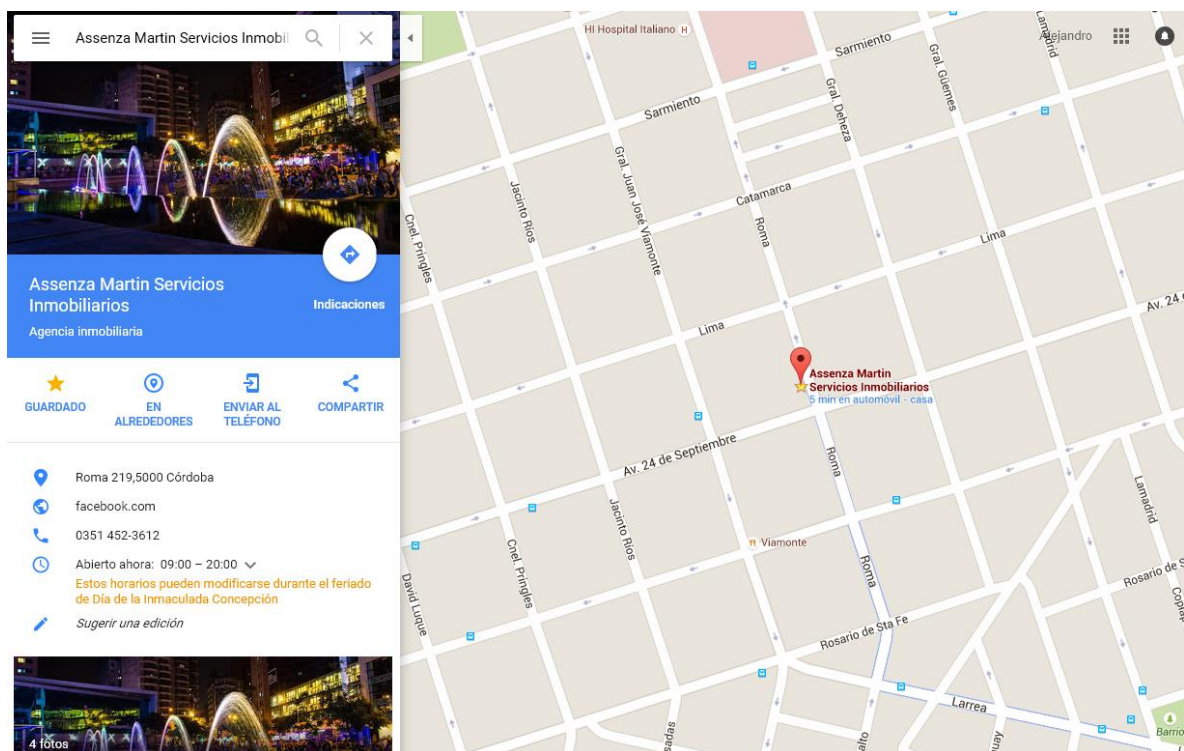 Assenza Martin Servicios Inmobil
Assenza Martin Servicios
Inmobiliarios
Agencia inmobiliaria
Indicaciones
GUARDADO
EN
ALREDEDORES
ENVIAR AL
TELÉFONO
COMPARTIR
Roma 219,5000 Córdoba
facebook.com
0351 452-3612
Abierto ahora: 09:00 – 20:00
Estos horarios pueden modificarse durante el feriado
de Día de la Inmaculada Concepción
Sugerir una edición
4 fotos
HI Hospital Italiano
H
Alejandro
Lamadrid
Sarmiento
Gral. Güemes
Sarmiento
Gral. Deheza
Catamarca
Jacinto Ríos
Gral. Juan José Viamonte
Roma
Cnel. Pringles
Lima
Av. 24 d
Lima
Assenza Martin
Servicios Inmobiliarios
5 min en automóvil - casa
Av. 24 de Septiembre
Roma
Lamadrid
Jacinto Ríos
Viamonte
Cnel. Pringles
Roma
David Luque
Rosario de S
Rosario de Sta Fe
Larrea
Barrio